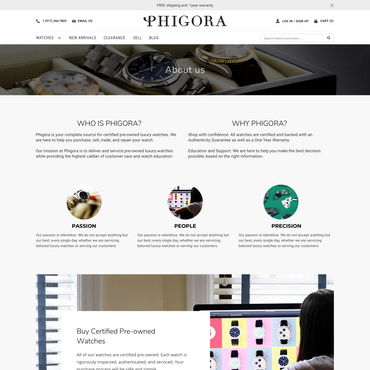 FREE shipping and 1year warranty
EMAIL US
PHIGORA
LOG IN / SIGN UP
CART (0)
WATCHES
NEW ARRIVALS
CLEARANCE
SELL
BLOG
Search entire store here...
About us
WHO IS PHIGORA?
Phigora is your complete source for certified pre-owned luxury watches. We
are here to help you purchase, sell, trade, and repair your watch.
Our mission at Phigora is to deliver and service pre-owned luxury watches
while providing the highest caliber of customer care and watch education .
WHY PHIGORA?
Shop with confidence. All watches are certified and backed with an
Authenticity Guarantee as well as a One Year Warranty.
Education and Support. We are here to help you make the best decision
possible, based on the right information.
PASSION
Our passion is relentless. We do not accept anything
but our best, every single day, whether we are servicing
beloved luxury watches or serving our customers.
PEOPLE
Our passion is relentless. We do not accept anything but
our best, every single day, whether we are servicing
beloved luxury watches or serving our customers.
PRECISION
Our passion is relentless. We do not accept anything but
our best, every single day, whether we are servicing
beloved luxury watches or serving our customers.
Buy Certified Pre-owned
Watches
All of our watches are certified pre-owned. Each watch is
rigorously inspected, authenticated, and serviced. Your
purchase process will be safe and simple.